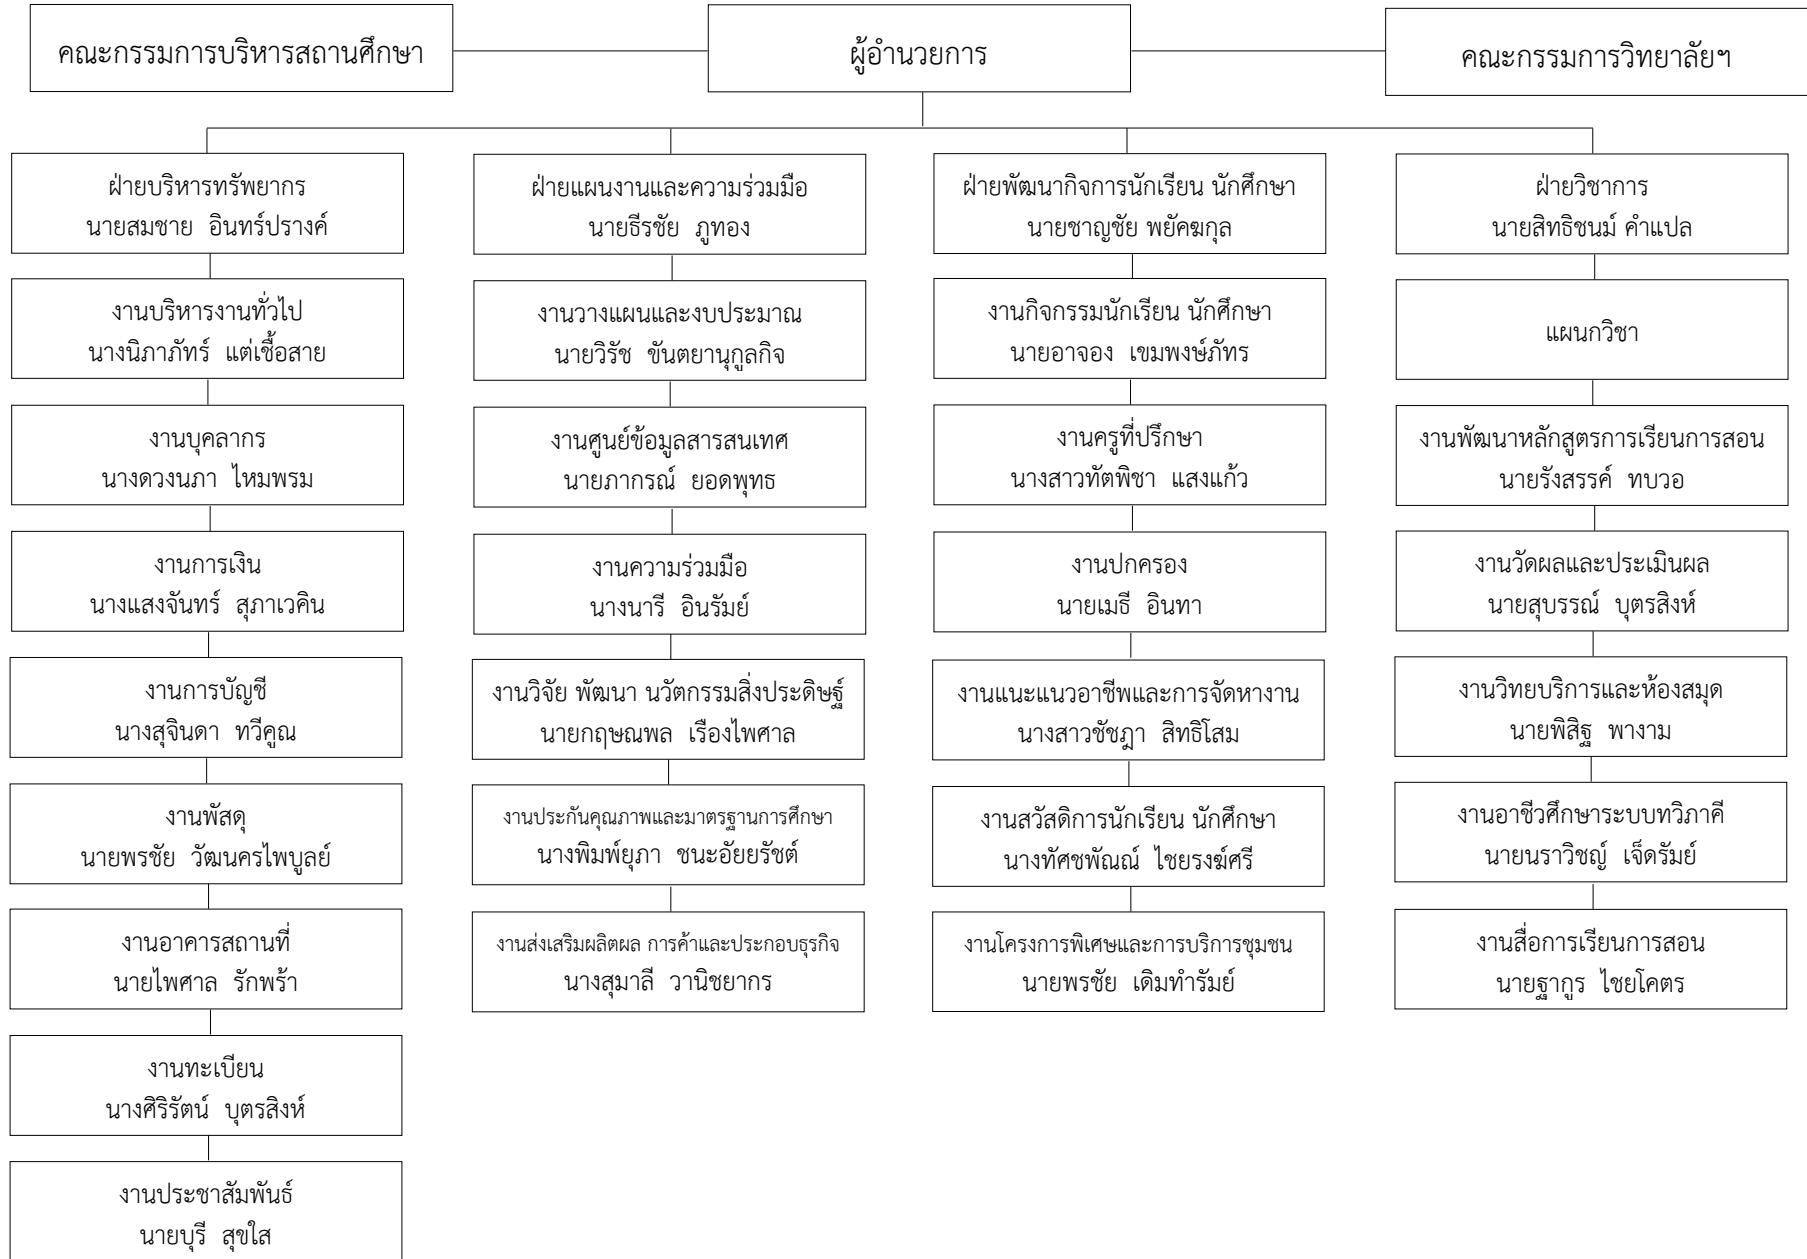 คณะกรรมการบริหารสถานศึกษา
ผู้อำนวยการ
คณะกรรมการวิทยาลัยฯ
ฝ่ายบริหารทรัพยากร
นายสมชาย อินทร์ปรางค์
งานบริหารงานทั่วไป
นางนิภาภัทร์ แต่เชื้อสาย
งานบุคลากร
นางดวงนภา ไหมพรม
งานการเงิน
นางแสงจันทร์ สุภาเวคิน
งานการบัญชี
นางสุจินดา ทวีคูณ
งานพัสดุ
นายพรชัย วัฒนครไพบูลย์
งานอาคารสถานที่
นายไพศาล รักพร้า
งานทะเบียน
นางศิริรัตน์ บุตรสิงห์
งานประชาสัมพันธ์
นายบุรี สุขใส
ฝ่ายแผนงานและความร่วมมือ
นายธีรชัย ภูทอง
งานวางแผนและงบประมาณ
นายวิรัช ขันตยานุกูลกิจ
งานศูนย์ข้อมูลสารสนเทศ
นายภากรณ์ ยอดพุทธ
งานความร่วมมือ
นางนารี อินรัมย์
งานวิจัย พัฒนา นวัตกรรมสิ่งประดิษฐ์
นายกฤษณพล เรืองไพศาล
งานประกันคุณภาพและมาตรฐานการศึกษา
นางพิมพ์ยุภา ชนะอัยยรัชต์
งานส่งเสริมผลิตผล การค้าและประกอบธุรกิจ
นางสุมาลี วานิชยากร
ฝ่ายพัฒนากิจการนักเรียน นักศึกษา
นายชาญชัย พยัคฆกุล
งานกิจกรรมนักเรียน นักศึกษา
นายอาจอง เขมพงษ์ภัทร
งานครูที่ปรึกษา
นางสาวทัตพิชา แสงแก้ว
งานปกครอง
นายเมธี อินทา
งานแนะแนวอาชีพและการจัดหางาน
นางสาวชัชฎา สิทธิโสม
งานสวัสดิการนักเรียน นักศึกษา
นางทัศชพัณณ์ ไชยรงฆ์ศรี
งานโครงการพิเศษและการบริการชุมชน
นายพรชัย เดิมทำรัมย์
ฝ่ายวิชาการ
นายสิทธิชนม์ คำแปล
แผนกวิชา
งานพัฒนาหลักสูตรการเรียนการสอน
นายรังสรรค์ ทบวอ
งานวัดผลและประเมินผล
นายสุบรรณ์ บุตรสิงห์
งานวิทยบริการและห้องสมุด
นายพิสิฐ พางาม
งานอาชีวศึกษาระบบทวิภาคี
นายนราวิชญ์ เจ็ดรัมย์
งานสื่อการเรียนการสอน
นายฐากูร ไชยโคตร